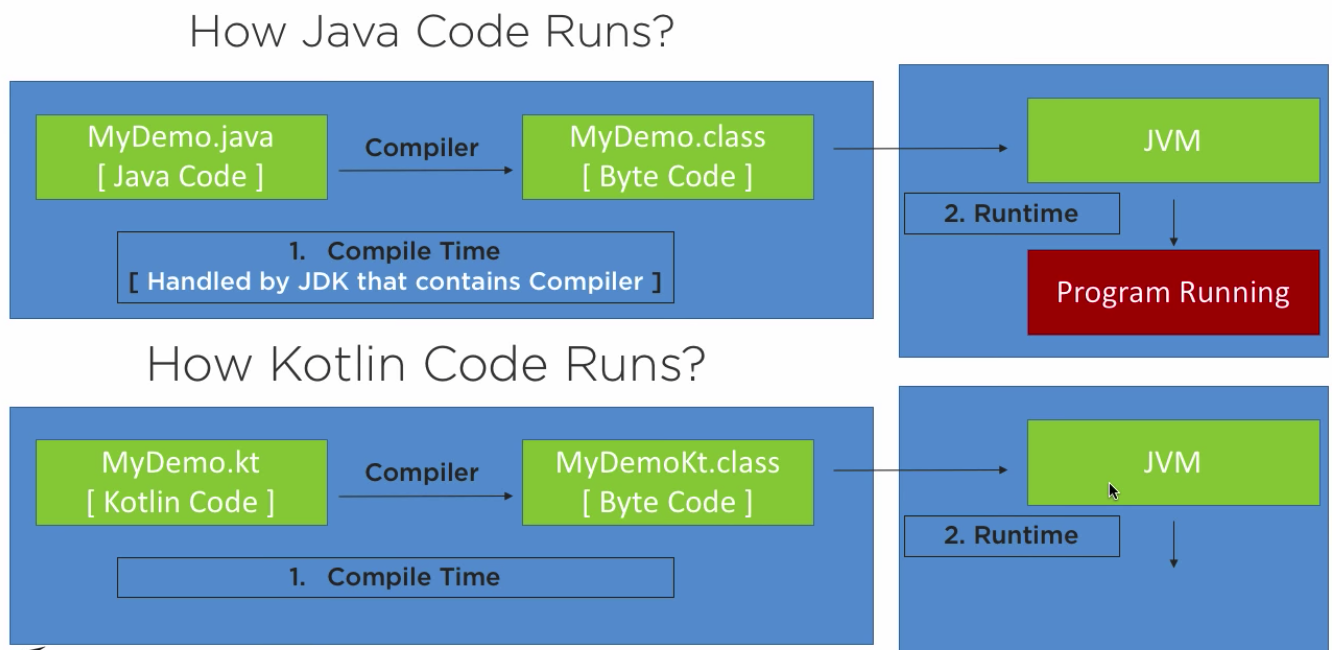 How Java Code Runs?
MyDemo.java
[ Java Code ]
Compiler
MyDemo.class
[ Byte Code ]
1. Compile Time
[ Handled by JDK that contains Compiler ]
JVM
2. Runtime
Program Running
How Kotlin Code Runs?
MyDemo.kt
[ Kotlin Code ]
Compiler
MyDemoKt.class
[ Byte Code ]
1. Compile Time
JVM
2. Runtime